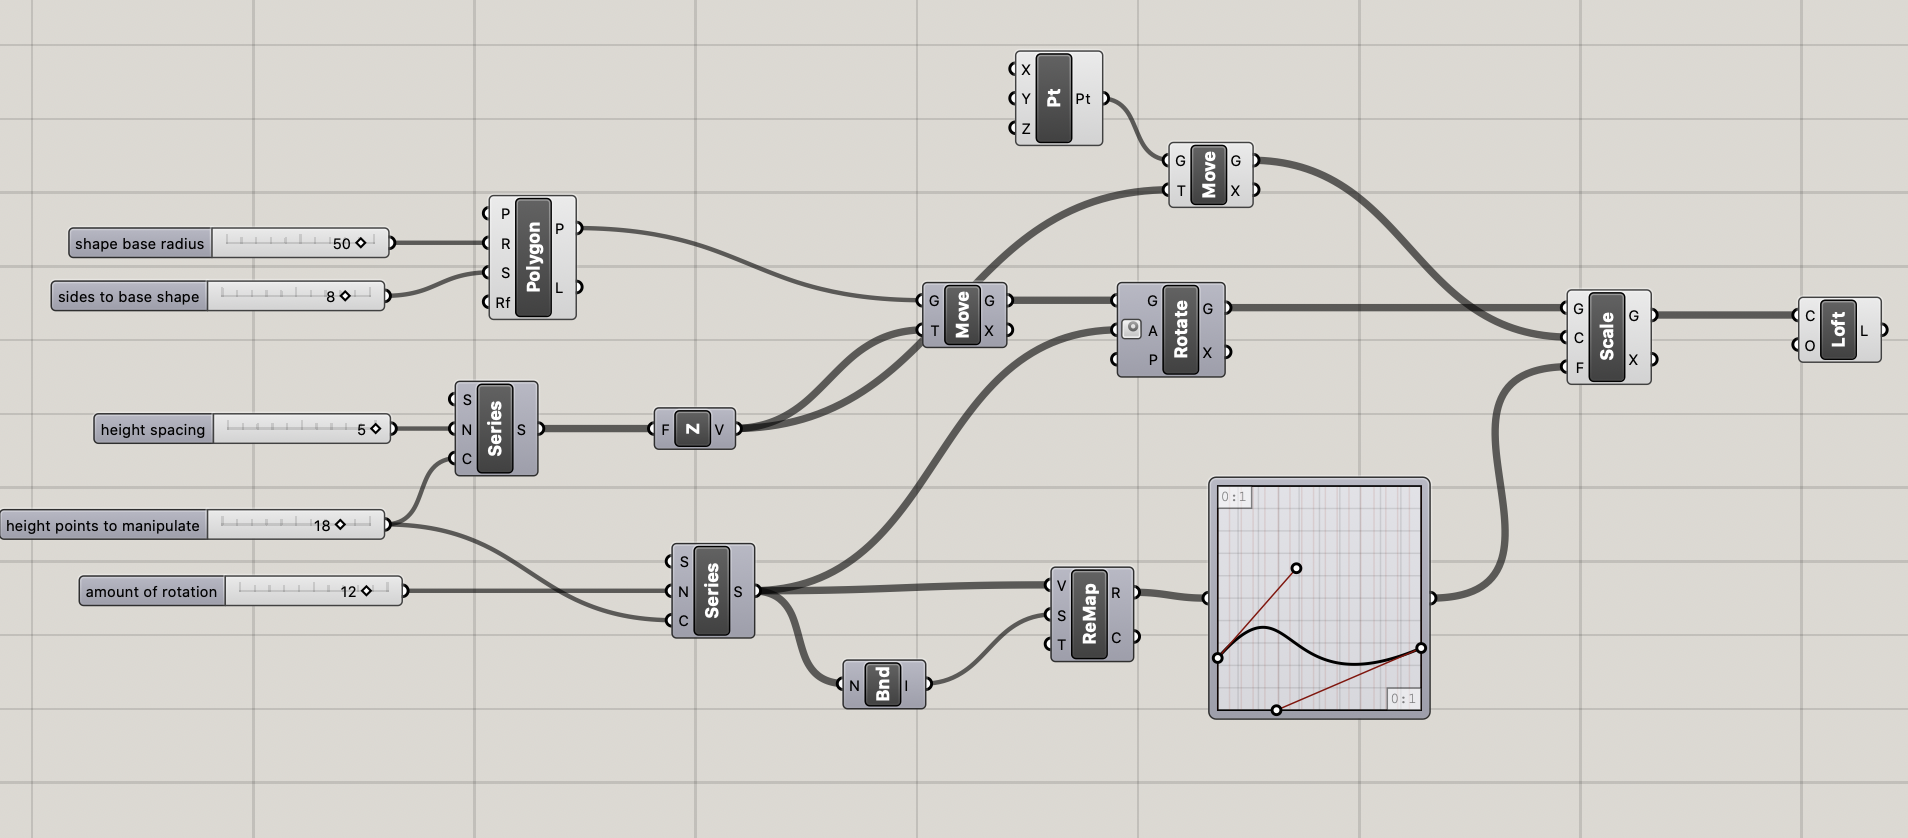 X
Y
Z
Pt
Pt
G
T
Move
G
X
shape base radius 50
sides to base shape 8
P
R
S
Rf
Polygon
P
L
G
T
Move
G
X
G
A
P
Rotate
G
X
G
C
F
Scale
G
X
C
O
Loft
L
height spacing 5
S
N
C
Series
S
F
Z
V
height points to manipulate 18
amount of rotation 12
S
N
C
Series
S
N
Bnd
I
V
S
T
ReMap
R
C
0:1
0:1